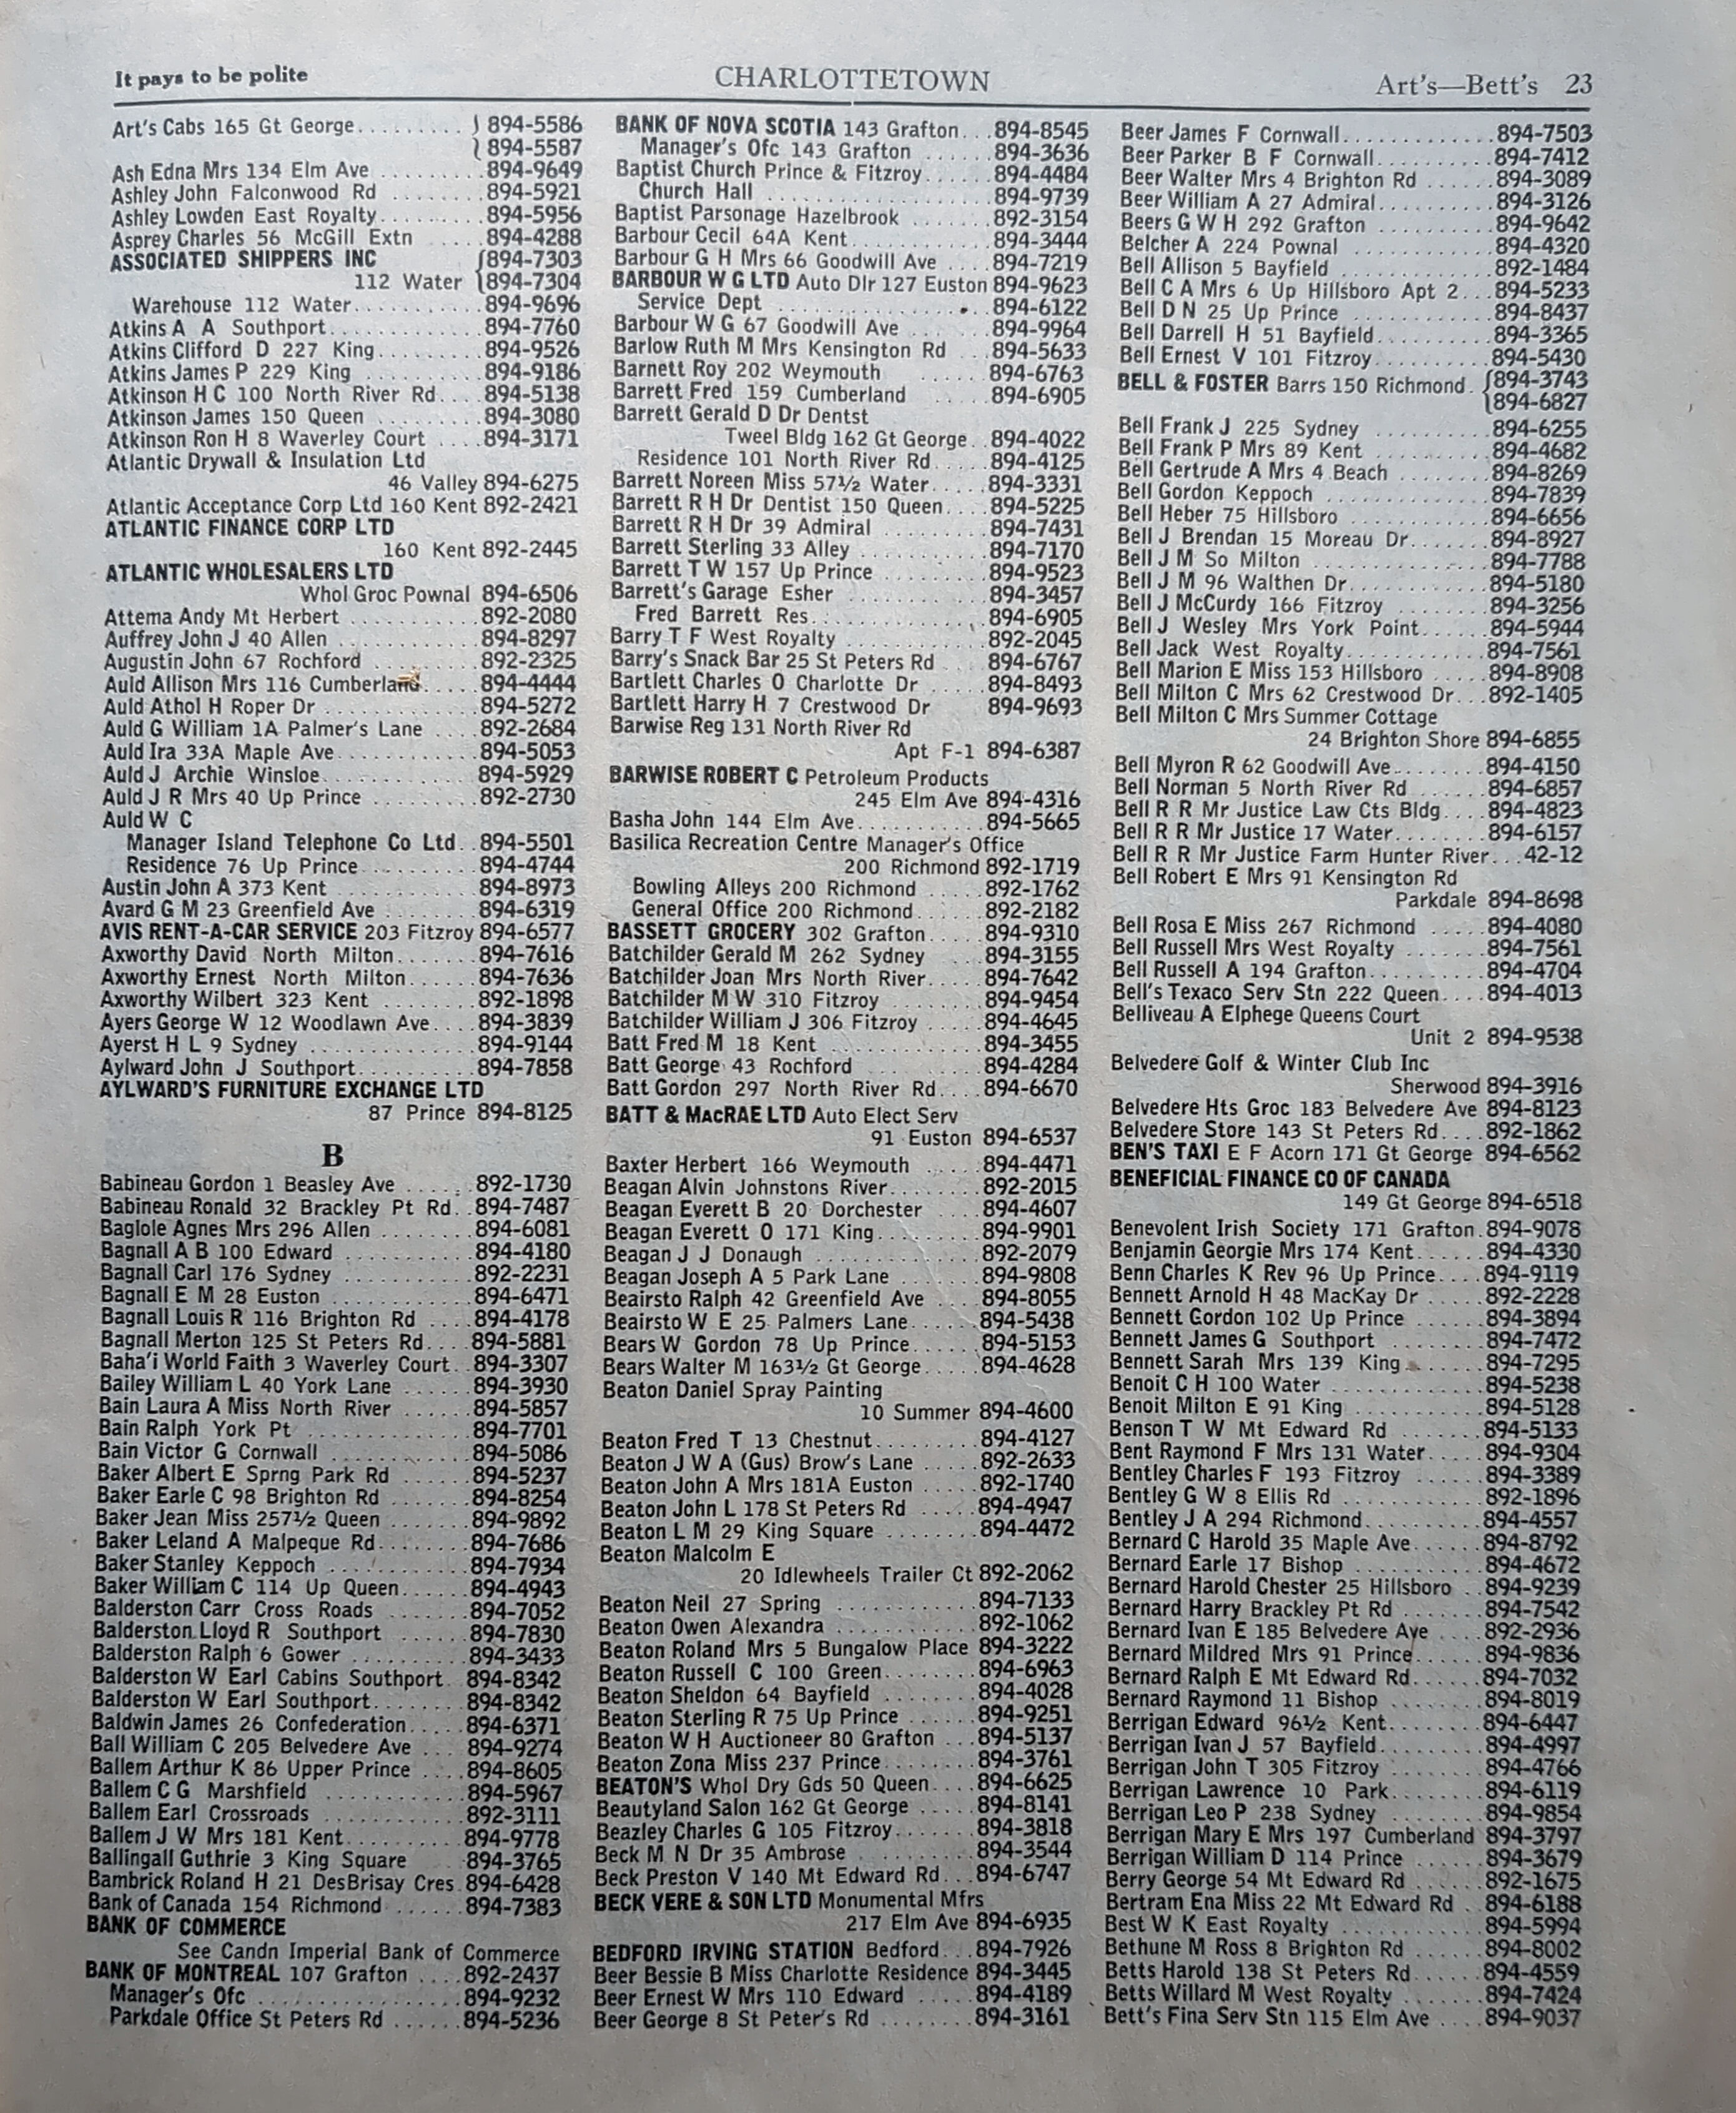 It pays to be polite
CHARLOTTETOWN
Art's—Bett's 23
Art's Cabs 165 Gt George.......... 894-5586
894-5587
Ash Edna Mrs 134 Elm Ave .........894-9649
Ashley John Falconwood Rd ........894-5921
Ashley Lowden East Royalty.........894-5956
Asprey Charles 56 McGill Extn .....894-4288
ASSOCIATED SHIPPERS INC {894-7303
112 Water {894-7304
Warehouse 112 Water............894-9696
Atkins A A Southport..............894-7760
Atkins Clifford D 227 King.........894-9526
Atkins James P 229 King ..........894-9186
Atkinson H C 100 North River Rd....894-5138
Atkinson James 150 Queen .........894-3080
Atkinson Ron H 8 Waverley Court ....894-3171
Atlantic Drywall & Insulation Ltd
46 Valley 894-6275
Atlantic Acceptance Corp Ltd 160 Kent 892-2421
ATLANTIC FINANCE CORP LTD
160 Kent 892-2445
ATLANTIC WHOLESALERS LTD
Whol Groc Pownal 894-6506
Attema Andy Mt Herbert ...........892-2080
Auffrey John J 40 Allen ............894-8297
Augustin John 67 Rochford .........892-2325
Auld Allison Mrs 116 Cumberland.....894-4444
Auld Athol H Roper Dr .............894-5272
Auld G William 1A Palmer's Lane ....892-2684
Auld Ira 33A Maple Ave............894-5053
Auld J Archie Winsloe.............894-5929
Auld J R Mrs 40 Up Prince .........892-2730
Auld W C
Manager Island Telephone Co Ltd..894-5501
Residence 76 Up Prince..........894-4744
Austin John A 373 Kent ............894-8973
Avard G M 23 Greenfield Ave ........894-6319
AVIS RENT-A-CAR SERVICE 203 Fitzroy 894-6577
Axworthy David North Milton.......894-7616
Axworthy Ernest North Milton......894-7636
Axworthy Wilbert 323 Kent ........892-1898
Ayers George W 12 Woodlawn Ave....894-3839
Ayerst H L 9 Sydney ..............894-9144
Aylward John J Southport..........894-7858
AYLWARD'S FURNITURE EXCHANGE LTD
87 Prince 894-8125
B
Babineau Gordon 1 Beasley Ave .....892-1730
Babineau Ronald 32 Brackley Pt Rd..894-7487
Baglole Agnes Mrs 296 Allen ........894-6081
Bagnall A B 100 Edward ...........894-4180
Bagnall Carl 176 Sydney ...........892-2231
Bagnall E M 28 Euston ............894-6471
Bagnall Louis R 116 Brighton Rd ....894-4178
Bagnall Merton 125 St Peters Rd....894-5881
Baha'i World Faith 3 Waverley Court..894-3307
Bailey William L 40 York Lane ......894-3930
Bain Laura A Miss North River ......894-5857
Bain Ralph York Pt ...............894-7701
Bain Victor G Cornwall ............894-5086
Baker Albert E Sprng Park Rd ......894-5237
Baker Earle C 98 Brighton Rd .......894-8254
Baker Jean Miss 257½ Queen .......894-9892
Baker Leland A Malpeque Rd........894-7686
Baker Stanley Keppoch ............894-7934
Baker William C 114 Up Queen......894-4943
Balderston Carr Cross Roads .......894-7052
Balderston Lloyd R Southport ......894-7830
Balderston Ralph 6 Gower ..........894-3433
Balderston W Earl Cabins Southport. 894-8342
Balderston W Earl Southport........894-8342
Baldwin James 26 Confederation.....894-6371
Ball William C 205 Belvedere Ave ... 894-9274
Ballem Arthur K 86 Upper Prince ....894-8605
Ballem C G Marshfield .............894-5967
Ballem Earl Crossroads ............892-3111
Ballem J W Mrs 181 Kent..........894-9778
Ballingall Guthrie 3 King Square ....894-3765
Bambrick Roland H 21 DesBrisay Cres.894-6428
Bank of Canada 154 Richmond ......894-7383
BANK OF COMMERCE
See Candn Imperial Bank of Commerce
BANK OF MONTREAL 107 Grafton ....892-2437
Manager's Ofc ..................894-9232
Parkdale Office St Peters Rd ......894-5236
BANK OF NOVA SCOTIA 143 Grafton...894-8545
Manager's Ofc 143 Grafton ......894-3636
Baptist Church Prince & Fitzroy......894-4484
Church Hall ....................894-9739
Baptist Parsonage Hazelbrook .......892-3154
Barbour Cecil 64A Kent............894-3444
Barbour G H Mrs 66 Goodwill Ave ....894-7219
BARBOUR W G LTD Auto Dlr 127 Euston 894-9623
Service Dept ...................894-6122
Barbour W G 67 Goodwill Ave .......894-9964
Barlow Ruth M Mrs Kensington Rd ...894-5633
Barnett Roy 202 Weymouth ......894-6763
Barrett Fred 159 Cumberland .....894-6905
Barrett Gerald D Dr Dentst
Tweel Bldg 162 Gt George..894-4022
Residence 101 North River Rd.....894-4125
Barrett Noreen Miss 57½ Water.....894-3331
Barrett R H Dr Dentist 150 Queen....894-5225
Barrett R H Dr 39 Admiral .........894-7431
Barrett Sterling 33 Alley ...........894-7170
Barrett T W 157 Up Prince .........894-9523
Barrett's Garage Esher ............894-3457
Fred Barrett Res................894-6905
Barry T F West Royalty ............892-2045
Barry's Snack Bar 25 St Peters Rd ...894-6767
Bartlett Charles O Charlotte Dr .....894-8493
Bartlett Harry H 7 Crestwood Dr 894-9693
Barwise Reg 131 North River Rd
Apt F-1 894-6387
BARWISE ROBERT C Petroleum Products
245 Elm Ave 894-4316
Basha John 144 Elm Ave...........894-5665
Basilica Recreation Centre Manager's Office
200 Richmond 892-1719
Bowling Alleys 200 Richmond .....892-1762
General Office 200 Richmond......892-2182
BASSETT GROCERY 302 Grafton.....894-9310
Batchilder Gerald M 262 Sydney ....894-3155
Batchilder Joan Mrs North River.....894-7642
Batchilder M W 310 Fitzroy .........894-9454
Batchilder William J 306 Fitzroy .....894-4645
Batt Fred M 18 Kent ..............894-3455
Batt George 43 Rochford ...........894-4284
Batt Gordon 297 North River Rd....894-6670
BATT & MacRAE LTD Auto Elect Serv
91 Euston 894-6537
Baxter Herbert 166 Weymouth .....894-4471
Beagan Alvin Johnstons River........892-2015
Beagan Everett B 20 Dorchester ....894-4607
Beagan Everett O 171 King.........894-9901
Beagan J J Donaugh ..............892-2079
Beagan Joseph A 5 Park Lane .......894-9808
Beairsto Ralph 42 Greenfield Ave ....894-8055
Beairsto W E 25 Palmers Lane......894-5438
Bears W Gordon 78 Up Prince......894-5153
Bears Walter M 163½ Gt George.....894-4628
Beaton Daniel Spray Painting
10 Summer 894-4600
Beaton Fred T 13 Chestnut.........894-4127
Beaton J W A (Gus) Brow's Lane .....892-2633
Beaton John A Mrs 181A Euston .....892-1740
Beaton John L 178 St Peters Rd .....894-4947
Beaton L M 29 King Square ........894-4472
Beaton Malcolm E
20 Idlewheels Trailer Ct 892-2062
Beaton Neil 27 Spring ............894-7133
Beaton Owen Alexandra ...........892-1062
Beaton Roland Mrs 5 Bungalow Place 894-3222
Beaton Russell C 100 Green........894-6963
Beaton Sheldon 64 Bayfield ........894-4028
Beaton Sterling R 75 Up Prince ......894-9251
Beaton W H Auctioneer 80 Grafton ...894-5137
Beaton Zona Miss 237 Prince.......894-3761
BEATON'S Whol Dry Gds 50 Queen....894-6625
Beautyland Salon 162 Gt George .....894-8141
Beazley Charles G 105 Fitzroy.......894-3818
Beck M N Dr 35 Ambrose ..........894-3544
Beck Preston V 140 Mt Edward Rd...894-6747
BECK VERE & SON LTD Monumental Mfrs
217 Elm Ave 894-6935
BEDFORD IRVING STATION Bedford...894-7926
Beer Bessie B Miss Charlotte Residence 894-3445
Beer Ernest W Mrs 110 Edward .....894-4189
Beer George 8 St Peter's Rd ........894-3161
Beer James F Cornwall.............894-7503
Beer Parker B F Cornwall..........894-7412
Beer Walter Mrs 4 Brighton Rd ......894-3089
Beer William A 27 Admiral..........894-3126
Beers G W H 292 Grafton .........894-9642
Belcher A 224 Pownal ............894-4320
Bell Allison 5 Bayfield .............892-1484
Bell C A Mrs 6 Up Hillsboro Apt 2...894-5233
Bell D N 25 Up Prince ............894-8437
Bell Darrell H 51 Bayfield..........894-3365
Bell Ernest V 101 Fitzroy...........894-5430
BELL & FOSTER Barrs 150 Richmond. {894-3743
{894-6827
Bell Frank J 225 Sydney ..........894-6255
Bell Frank P Mrs 89 Kent ..........894-4682
Bell Gertrude A Mrs 4 Beach ........894-8269
Bell Gordon Keppoch ..............894-7839
Bell Heber 75 Hillsboro ............894-6656
Bell J Brendan 15 Moreau Dr.......894-8927
Bell J M So Milton ...............894-7788
Bell J M 96 Walthen Dr............894-5180
Bell J McCurdy 166 Fitzroy ........894-3256
Bell J Wesley Mrs York Point......894-5944
Bell Jack West Royalty............894-7561
Bell Marion E Miss 153 Hillsboro .....894-8908
Bell Milton C Mrs 62 Crestwood Dr...892-1405
Bell Milton C Mrs Summer Cottage
24 Brighton Shore 894-6855
Bell Myron R 62 Goodwill Ave........894-4150
Bell Norman 5 North River Rd ......894-6857
Bell R R Mr Justice Law Cts Bldg....894-4823
Bell R R Mr Justice 17 Water........894-6157
Bell R R Mr Justice Farm Hunter River...42-12
Bell Robert E Mrs 91 Kensington Rd
Parkdale 894-8698
Bell Rosa E Miss 267 Richmond .....894-4080
Bell Russell Mrs West Royalty .......894-7561
Bell Russell A 194 Grafton..........894-4704
Bell's Texaco Serv Stn 222 Queen....894-4013
Belliveau A Elphege Queens Court
Unit 2 894-9538
Belvedere Golf & Winter Club Inc
Sherwood 894-3916
Belvedere Hts Groc 183 Belvedere Ave 894-8123
Belvedere Store 143 St Peters Rd....892-1862
BEN'S TAXI E F Acorn 171 Gt George 894-6562
BENEFICIAL FINANCE CO OF CANADA
149 Gt George 894-6518
Benevolent Irish Society 171 Grafton.894-9078
Benjamin Georgie Mrs 174 Kent......894-4330
Benn Charles K Rev 96 Up Prince....894-9119
Bennett Arnold H 48 MacKay Dr .....892-2228
Bennett Gordon 102 Up Prince ......894-3894
Bennett James G Southport ........894-7472
Bennett Sarah Mrs 139 King.......894-7295
Benoit C H 100 Water .............894-5238
Benoit Milton E 91 King ...........894-5128
Benson T W Mt Edward Rd ........894-5133
Bent Raymond F Mrs 131 Water.....894-9304
Bentley Charles F 193 Fitzroy ......894-3389
Bentley G W 8 Ellis Rd ............892-1896
Bentley J A 294 Richmond..........894-4557
Bernard C Harold 35 Maple Ave......894-8792
Bernard Earle 17 Bishop ...........894-4672
Bernard Harold Chester 25 Hillsboro ..894-9239
Bernard Harry Brackley Pt Rd .......894-7542
Bernard Ivan E 185 Belvedere Ave ....892-2936
Bernard Mildred Mrs 91 Prince......894-9836
Bernard Ralph E Mt Edward Rd......894-7032
Bernard Raymond 11 Bishop ........894-8019
Berrigan Edward 96½ Kent........894-6447
Berrigan Ivan J 57 Bayfield.........894-4997
Berrigan John T 305 Fitzroy ........894-4766
Berrigan Lawrence 10 Park........894-6119
Berrigan Leo P 238 Sydney ........894-9854
Berrigan Mary E Mrs 197 Cumberland 894-3797
Berrigan William D 114 Prince ......894-3679
Berry George 54 Mt Edward Rd ......892-1675
Bertram Ena Miss 22 Mt Edward Rd ..894-6188
Best W K East Royalty ............894-5994
Bethune M Ross 8 Brighton Rd ......894-8002
Betts Harold 138 St Peters Rd......894-4559
Betts Willard M West Royalty .......894-7424
Bett's Fina Serv Stn 115 Elm Ave ....894-9037